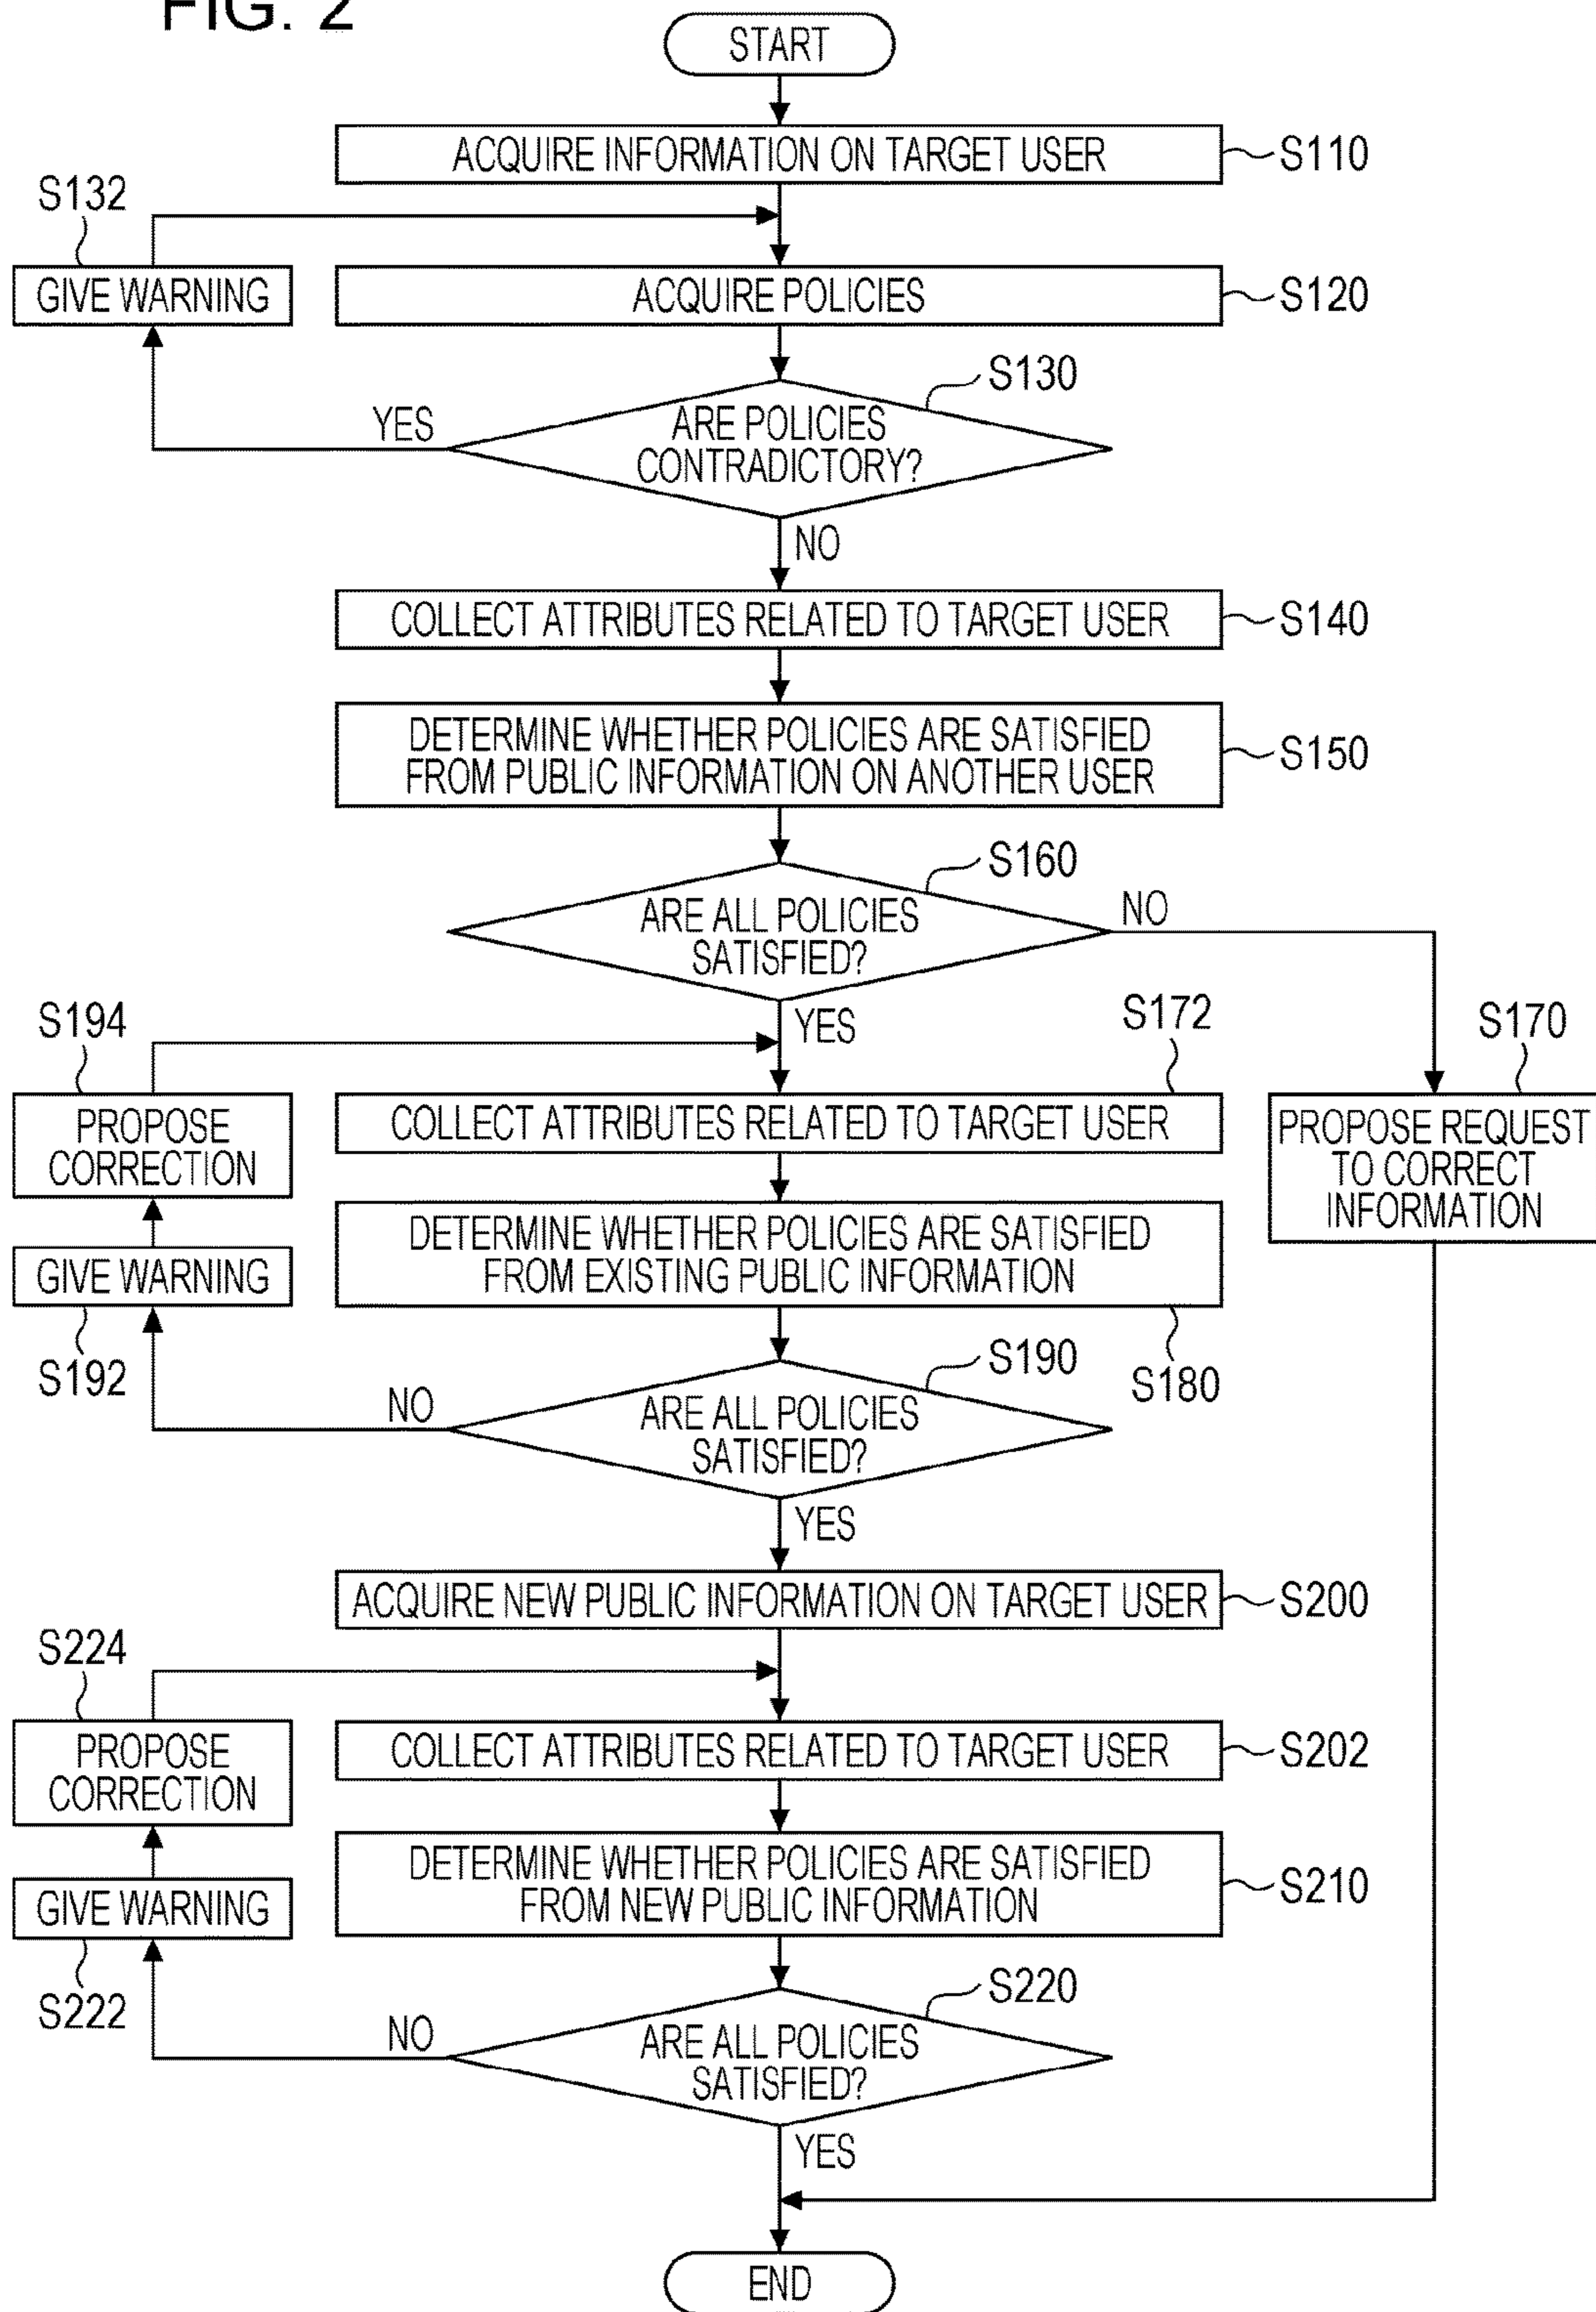 FIG. 2
START
ACQUIRE INFORMATION ON TARGET USER
S110
S132
GIVE WARNING
ACQUIRE POLICIES
S120
S130
YES
ARE POLICIES
CONTRADICTORY?
NO
COLLECT ATTRIBUTES RELATED TO TARGET USER
S140
DETERMINE WHETHER POLICIES ARE SATISFIED
FROM PUBLIC INFORMATION ON ANOTHER USER
S150
S160
ARE ALL POLICIES
SATISFIED?
NO
YES
S194
S172
S170
PROPOSE
CORRECTION
COLLECT ATTRIBUTES RELATED TO TARGET USER
PROPOSE REQUEST
TO CORRECT
INFORMATION
GIVE WARNING
DETERMINE WHETHER POLICIES ARE SATISFIED
FROM EXISTING PUBLIC INFORMATION
S192
S190
S180
NO
ARE ALL POLICIES
SATISFIED?
YES
ACQUIRE NEW PUBLIC INFORMATION ON TARGET USER
S200
S224
PROPOSE
CORRECTION
COLLECT ATTRIBUTES RELATED TO TARGET USER
S202
GIVE WARNING
DETERMINE WHETHER POLICIES ARE SATISFIED
FROM NEW PUBLIC INFORMATION
S210
S222
S220
NO
ARE ALL POLICIES
SATISFIED?
YES
END